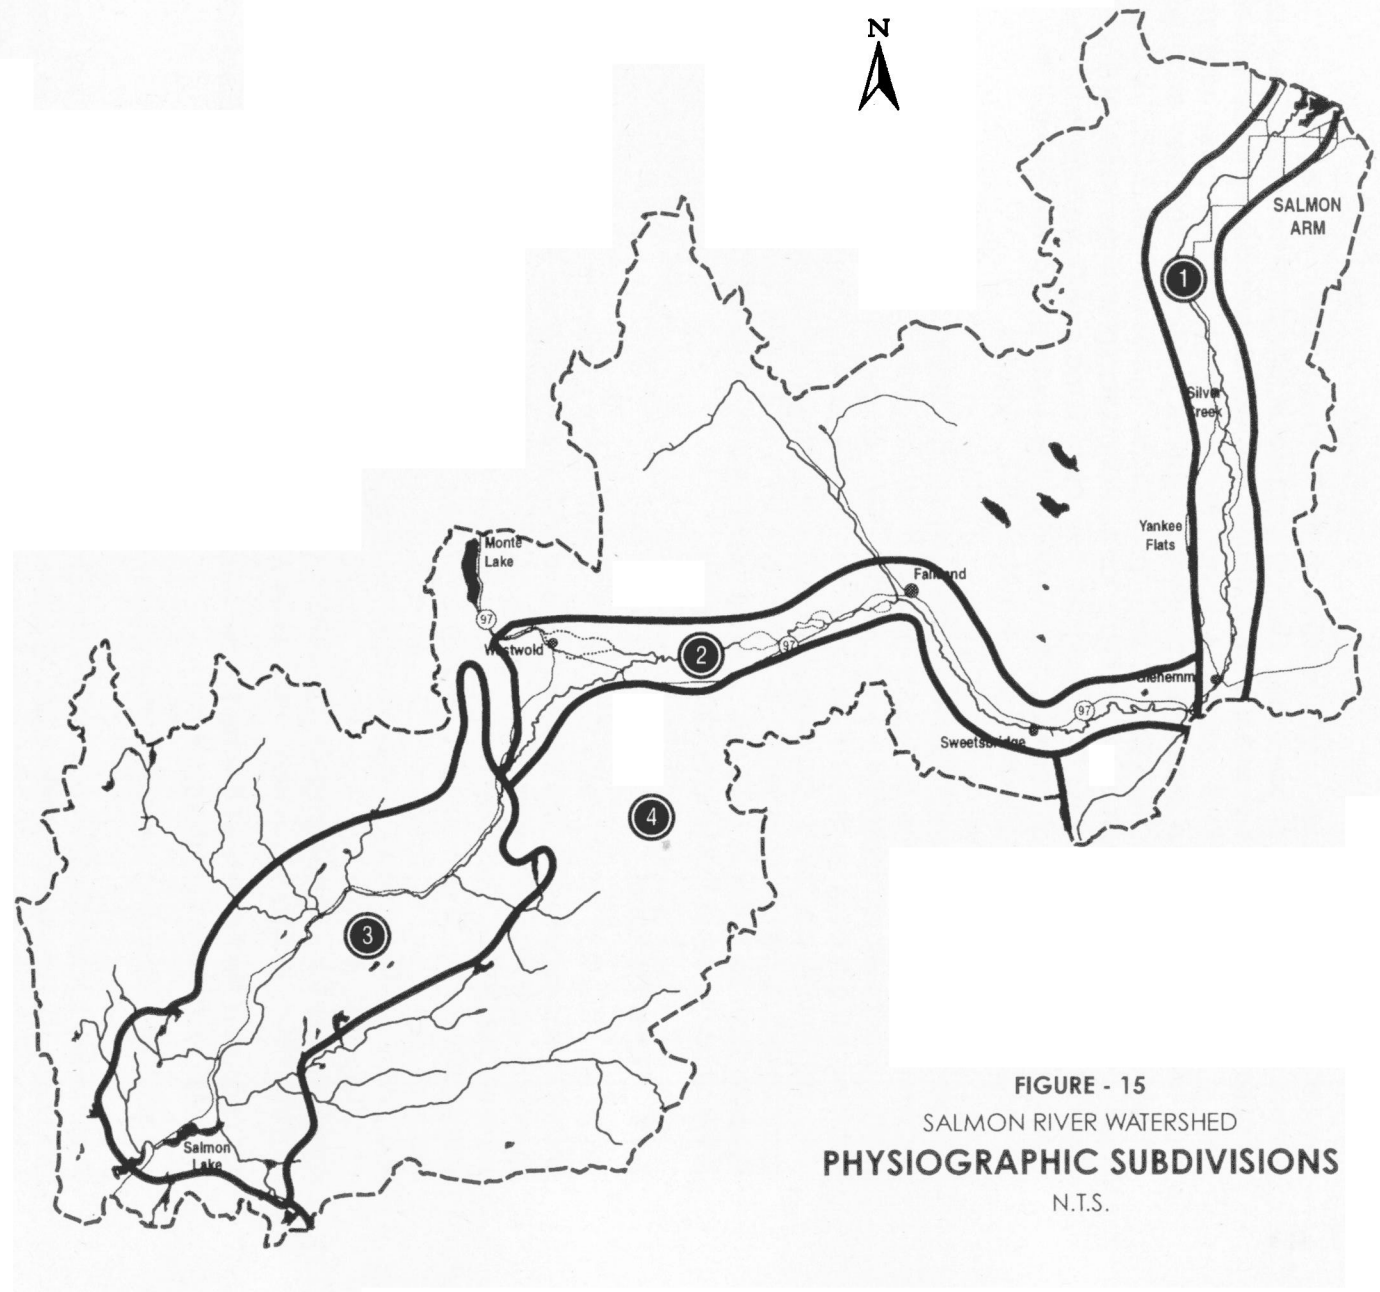 N
SALMON
ARM
1
Silver
Creek
Yankee
Flats
Monte
Lake
97
Falkland
Westwold
2
97
97
Sweetsbridge
4
3
Salmon
Lake
FIGURE - 15
SALMON RIVER WATERSHED
PHYSIOGRAPHIC SUBDIVISIONS
N.T.S.